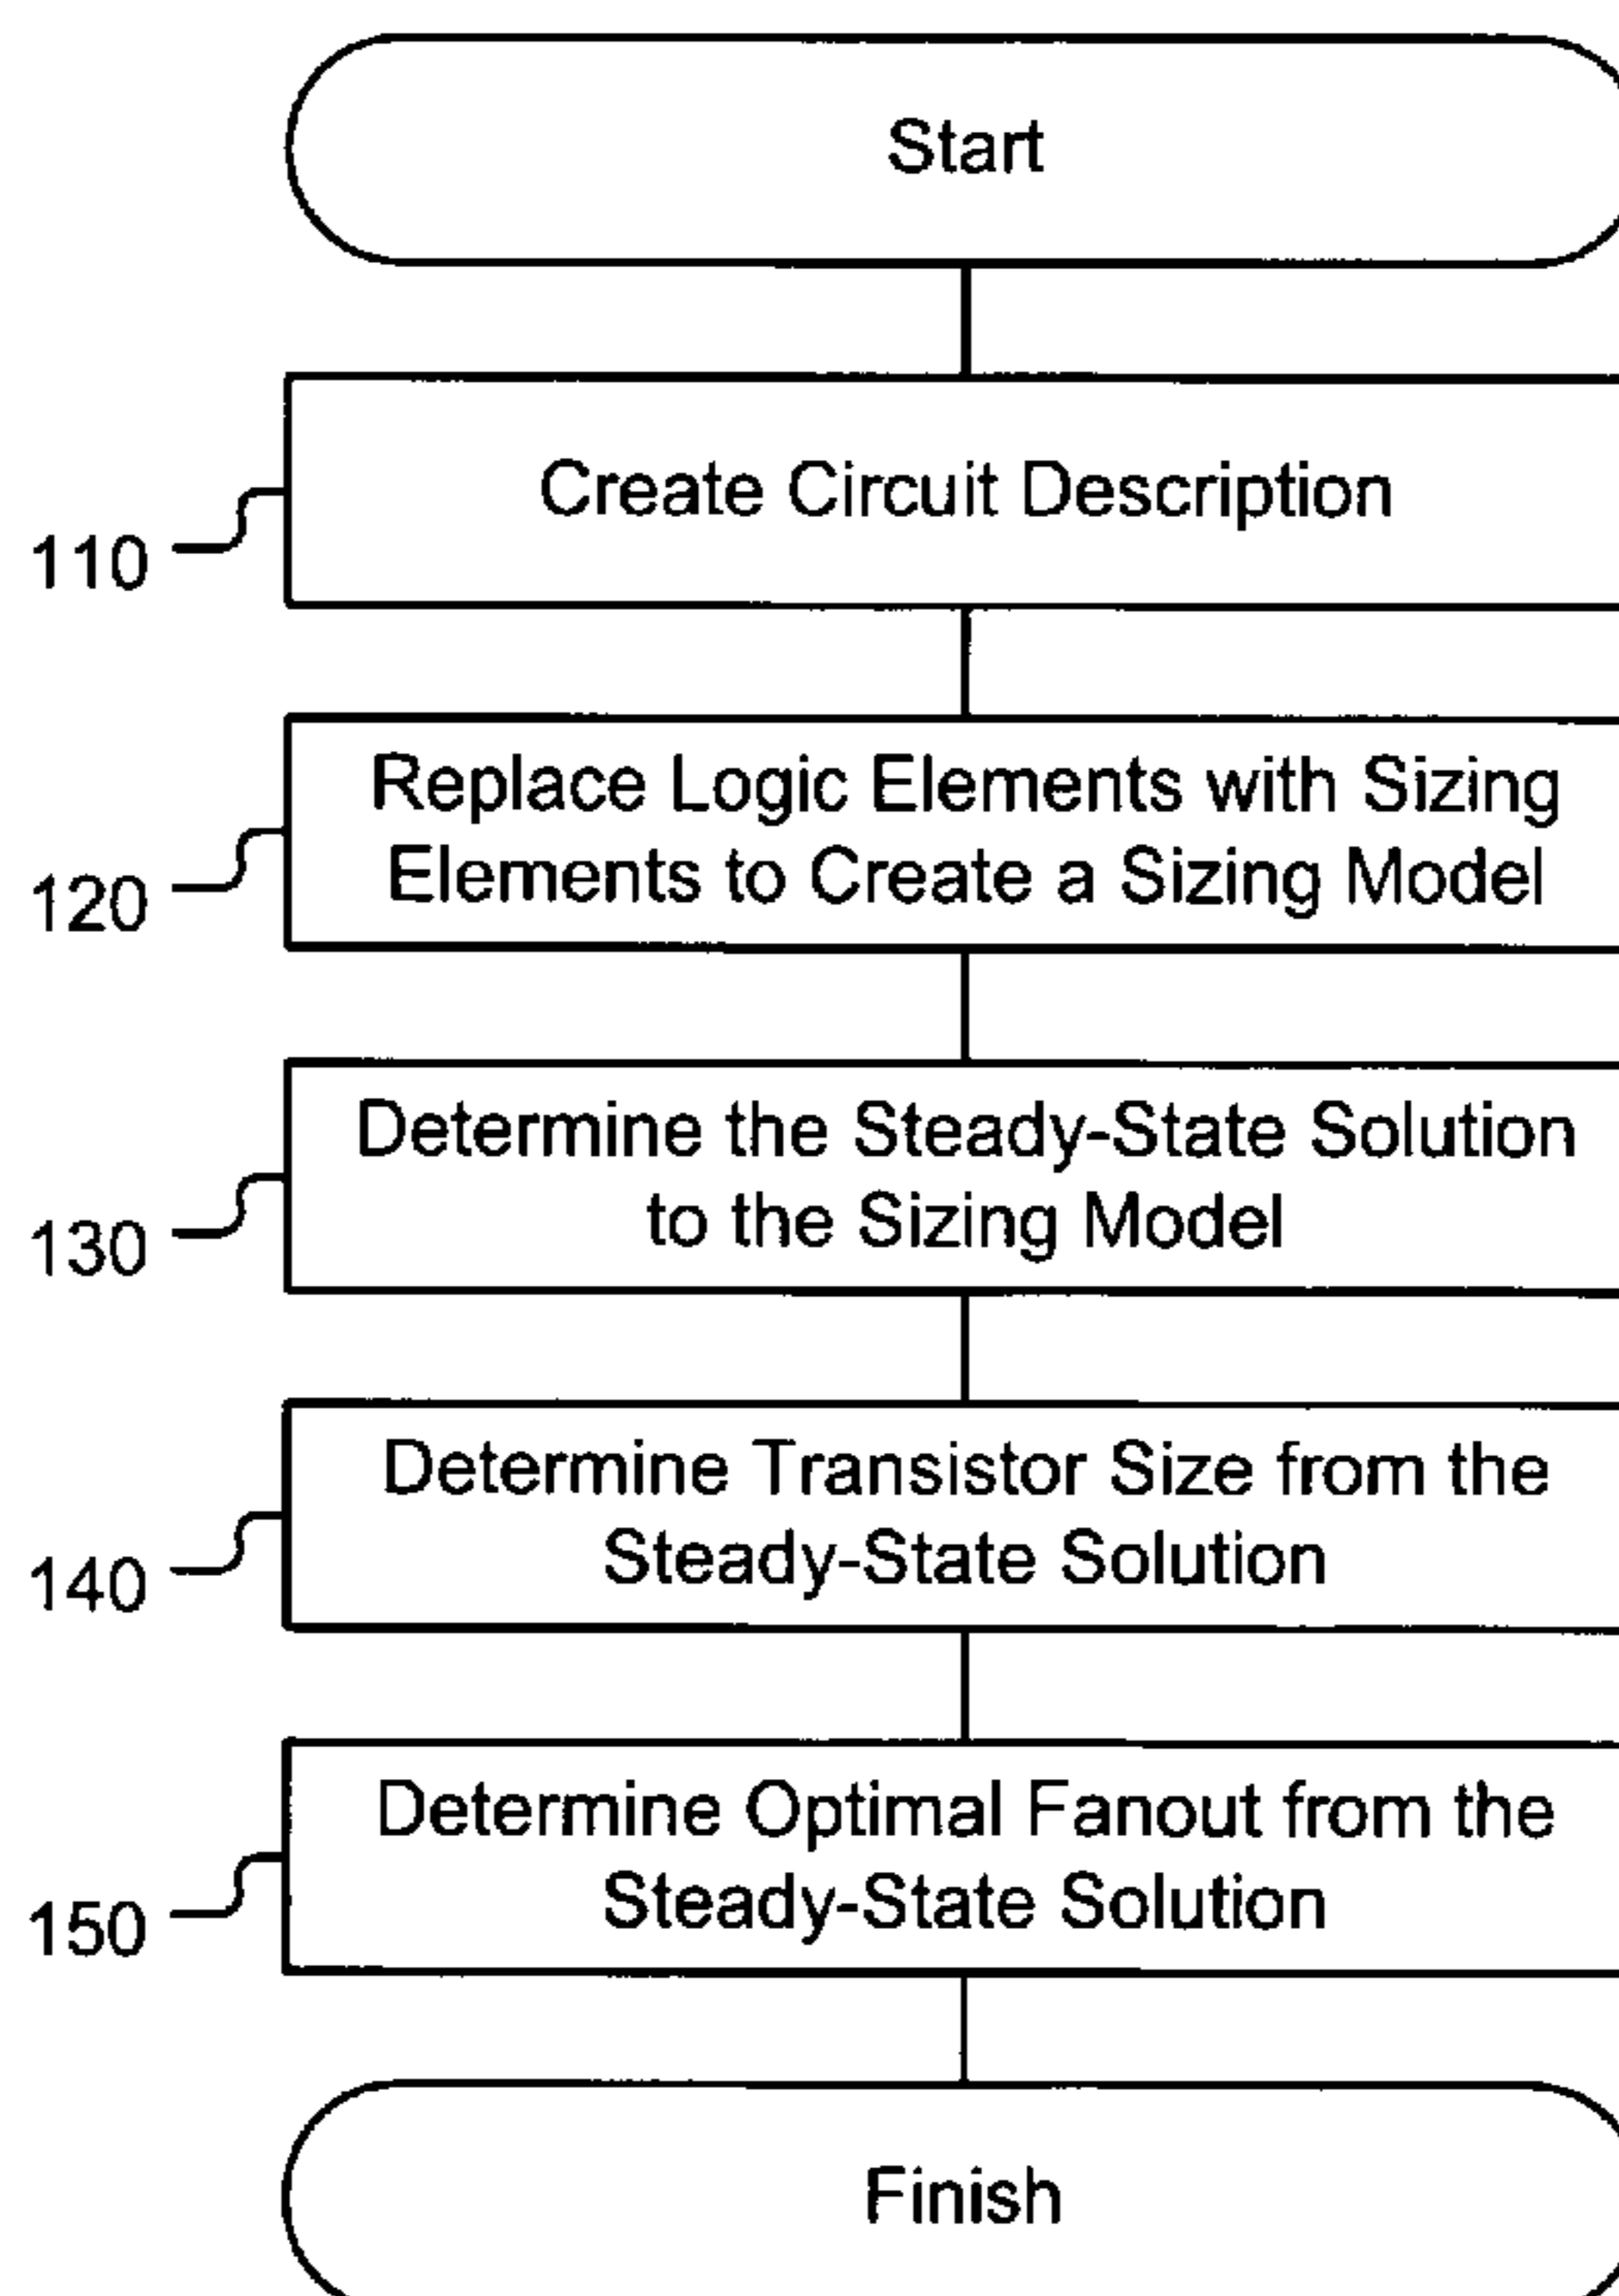 Start
Create Circuit Description
110
Replace Logic Elements with Sizing
Elements to Create a Sizing Model
120
Determine the Steady-State Solution
to the Sizing Model
130
Determine Transistor Size from the
Steady-State Solution
140
Determine Optimal Fanout from the
Steady-State Solution
150
Finish